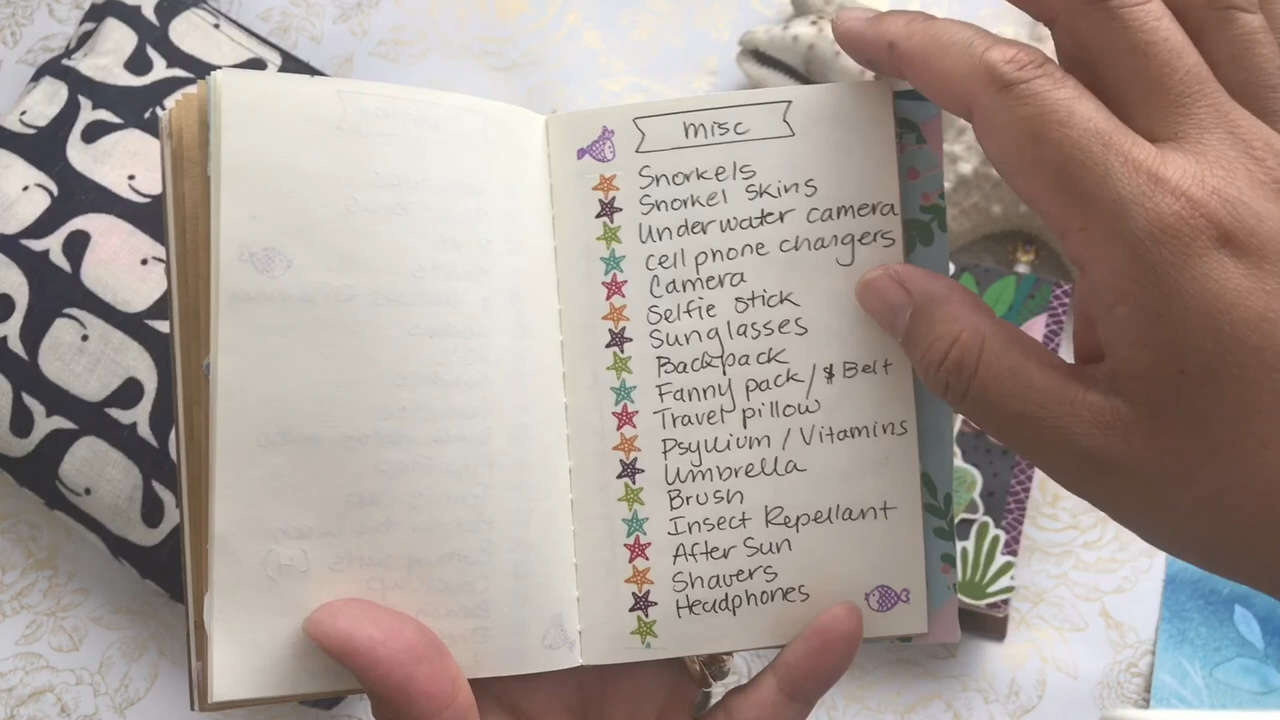 misc
Snorkels
Snorkel Skins
Underwater camera
cell phone chargers
Camera
Selfie Stick
Sunglasses
Backpack
Fanny pack / $ Belt
Travel pillow
Psyllium / Vitamins
Umbrella
Brush
Insect Repellant
After Sun
Shavers
Headphones